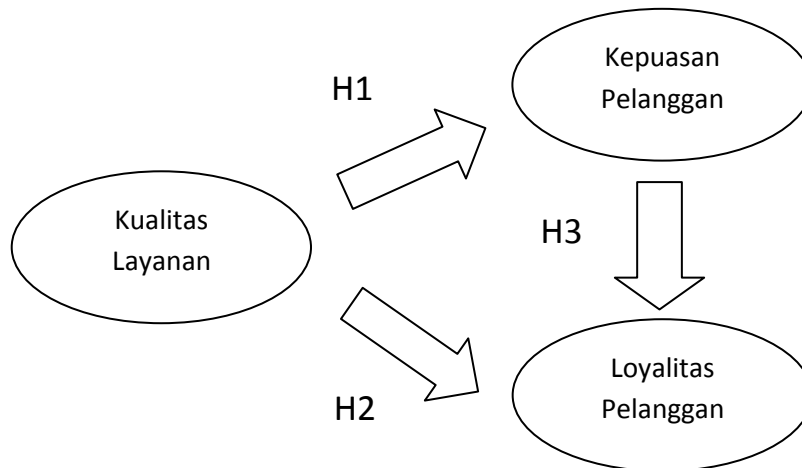 Kepuasan
Pelanggan
H1
Kualitas
Layanan
H3
H2
Loyalitas
Pelanggan